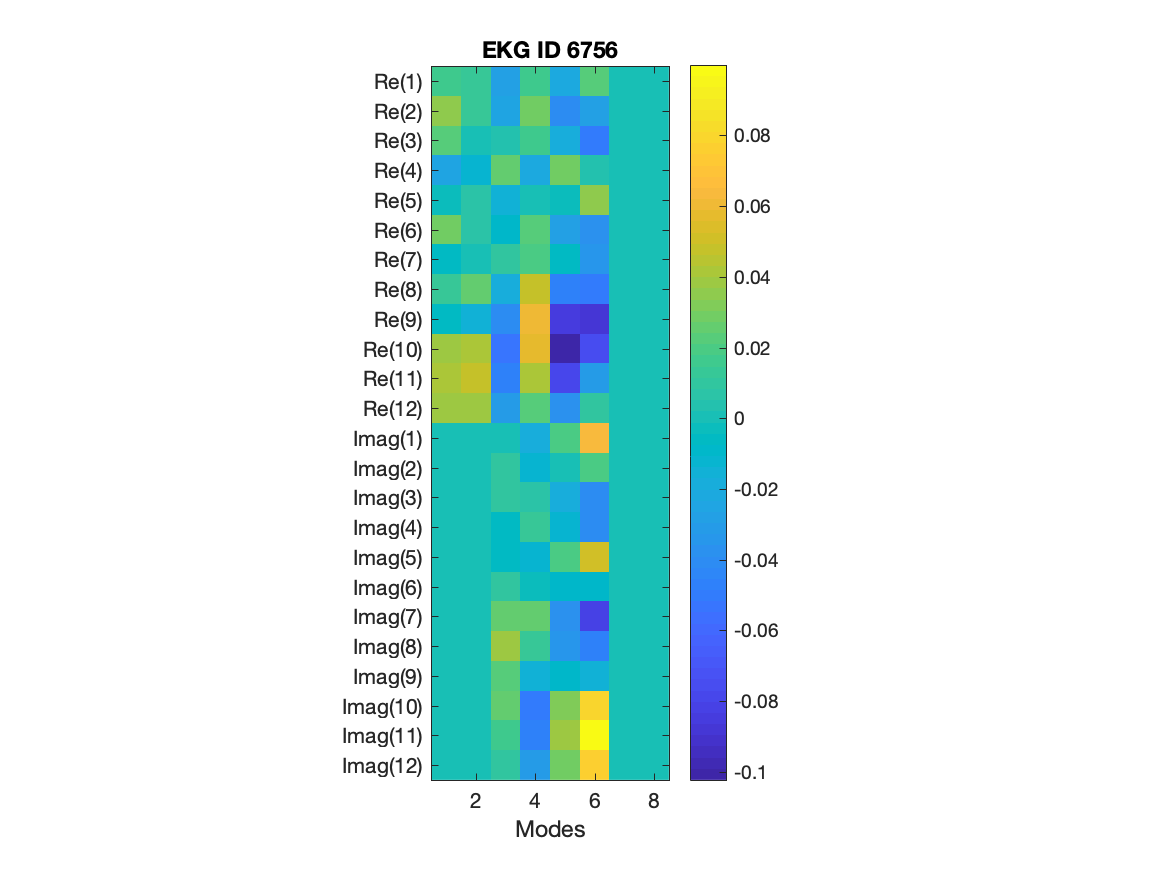 EKG ID 6756
Re(1)
Re(2)
Re(3)
Re(4)
Re(5)
Re(6)
Re(7)
Re(8)
Re(9)
Re(10)
Re(11)
Re(12)
Imag(1)
Imag(2)
Imag(3)
Imag(4)
Imag(5)
Imag(6)
Imag(7)
Imag(8)
Imag(9)
Imag(10)
Imag(11)
Imag(12)
2 4 6 8
Modes
0.08
0.06
0.04
0.02
0
-0.02
-0.04
-0.06
-0.08
-0.1